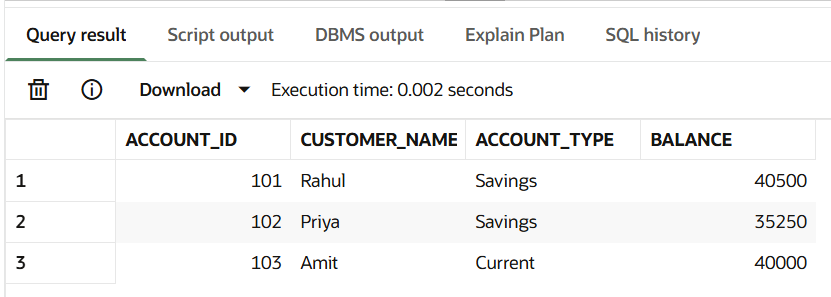 Query result Script output DBMS output Explain Plan SQL history
Download Execution time: 0.002 seconds
ACCOUNT_ID CUSTOMER_NAME ACCOUNT_TYPE BALANCE
1 101 Rahul Savings 40500
2 102 Priya Savings 35250
3 103 Amit Current 40000